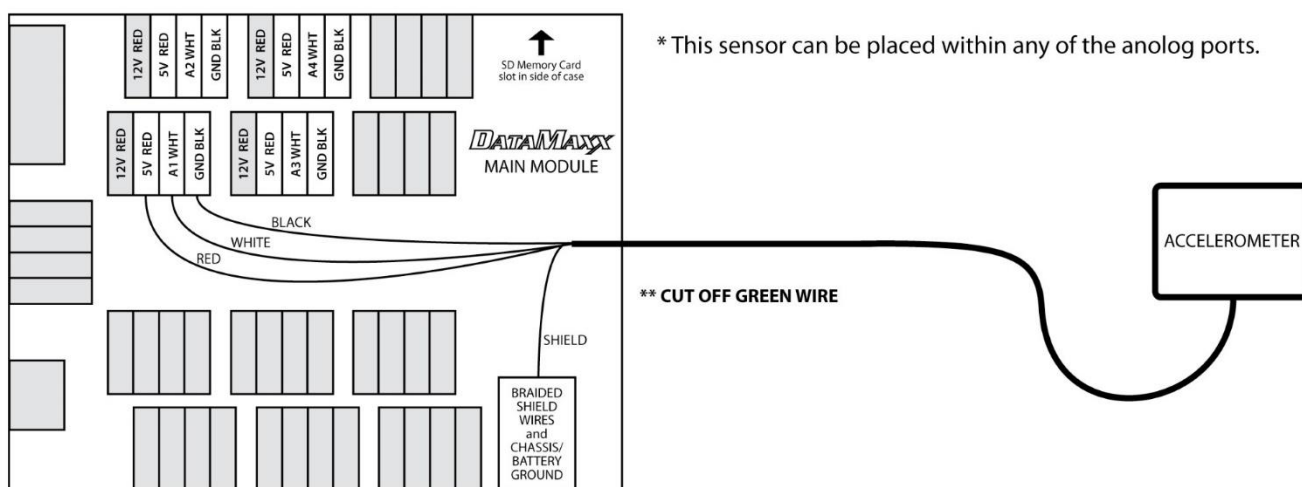 12V RED
5V RED
A2 WHT
GND BLK
12V RED
5V RED
A4 WHT
GND BLK
SD Memory Card
slot in side of case
* This sensor can be placed within any of the anolog ports.
12V RED
5V RED
A1 WHT
GND BLK
12V RED
5V RED
A3 WHT
GND BLK
DATAMAXX
MAIN MODULE
BLACK
WHITE
RED
ACCELEROMETER
** CUT OFF GREEN WIRE
SHIELD
BRAIDED
SHIELD
WIRES
and
CHASSIS/
BATTERY
GROUND